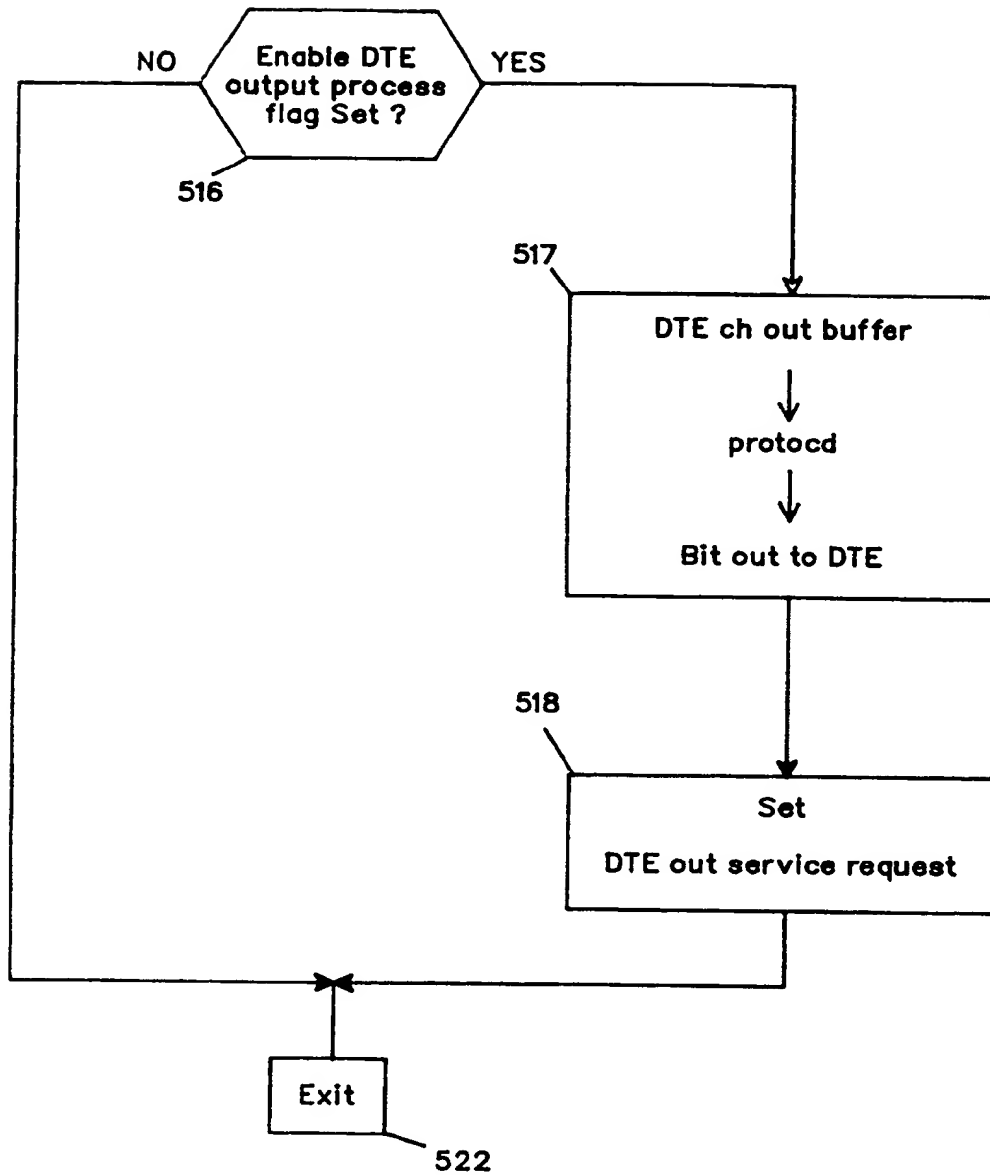 NO
Enable DTE
output process
flag Set ?
YES
516
517
DTE ch out buffer
protocd
Bit out to DTE
518
Set
DTE out service request
Exit
522